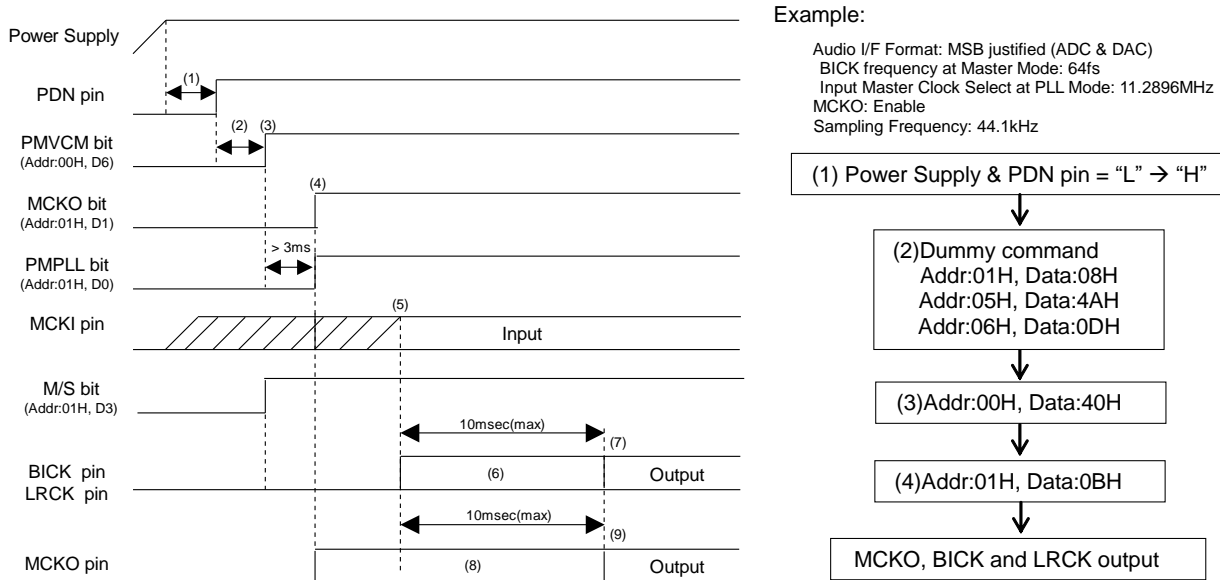 Power Supply
(1)
PDN pin
(2)
(3)
PMVCM bit
(Addr:00H, D6)
(4)
MCKO bit
(Addr:01H, D1)
> 3ms
PMPLL bit
(Addr:01H, D0)
(5)
MCKI pin
Input
M/S bit
(Addr:01H, D3)
10msec(max)
(7)
BICK pin
LRCK pin
(6)
Output
10msec(max)
(9)
MCKO pin
(8)
Output
Example:
Audio I/F Format: MSB justified (ADC & DAC)
BICK frequency at Master Mode: 64fs
Input Master Clock Select at PLL Mode: 11.2896MHz
MCKO: Enable
Sampling Frequency: 44.1kHz
(1) Power Supply & PDN pin = “L” → “H”
(2)Dummy command
Addr:01H, Data:08H
Addr:05H, Data:4AH
Addr:06H, Data:0DH
(3)Addr:00H, Data:40H
(4)Addr:01H, Data:0BH
MCKO, BICK and LRCK output